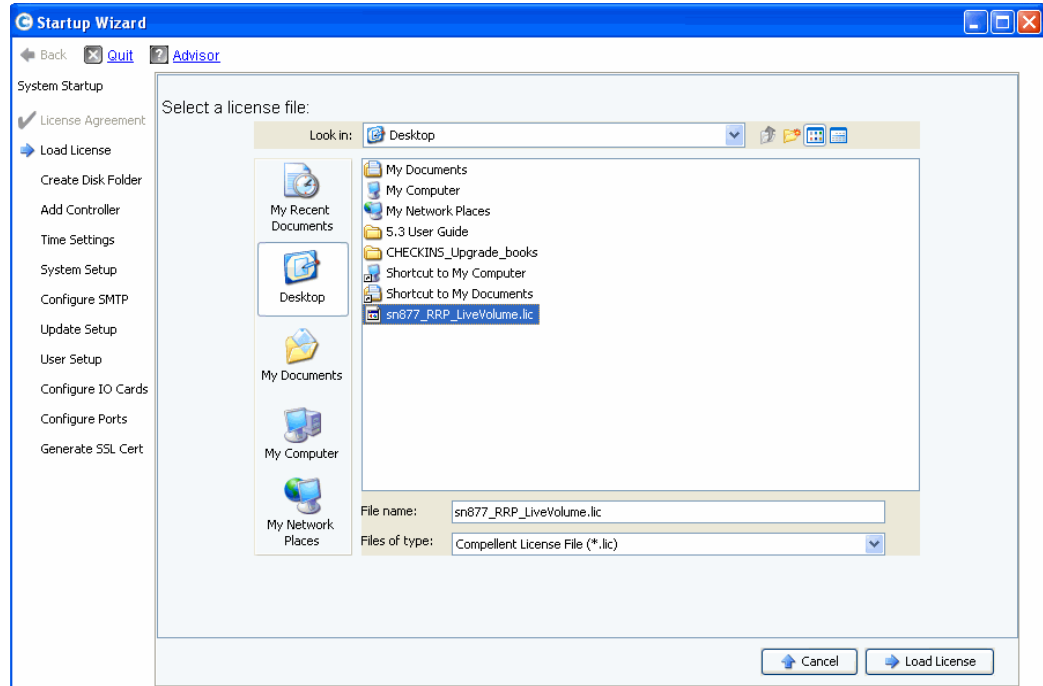 Startup Wizard
Back Quit Advisor
System Startup
License Agreement
Load License
Create Disk Folder
Add Controller
Time Settings
System Setup
Configure SMTP
Update Setup
User Setup
Configure IO Cards
Configure Ports
Generate SSL Cert
Select a license file:
Look in: Desktop
My Recent
Documents
Desktop
My Documents
My Computer
My Network
Places
My Documents
My Computer
My Network Places
5.3 User Guide
CHECKINS_Upgrade_books
Shortcut to My Computer
Shortcut to My Documents
sn877_RRP_LiveVolume.lic
File name: sn877_RRP_LiveVolume.lic
Files of type: Compellent License File (*.lic)
Cancel Load License